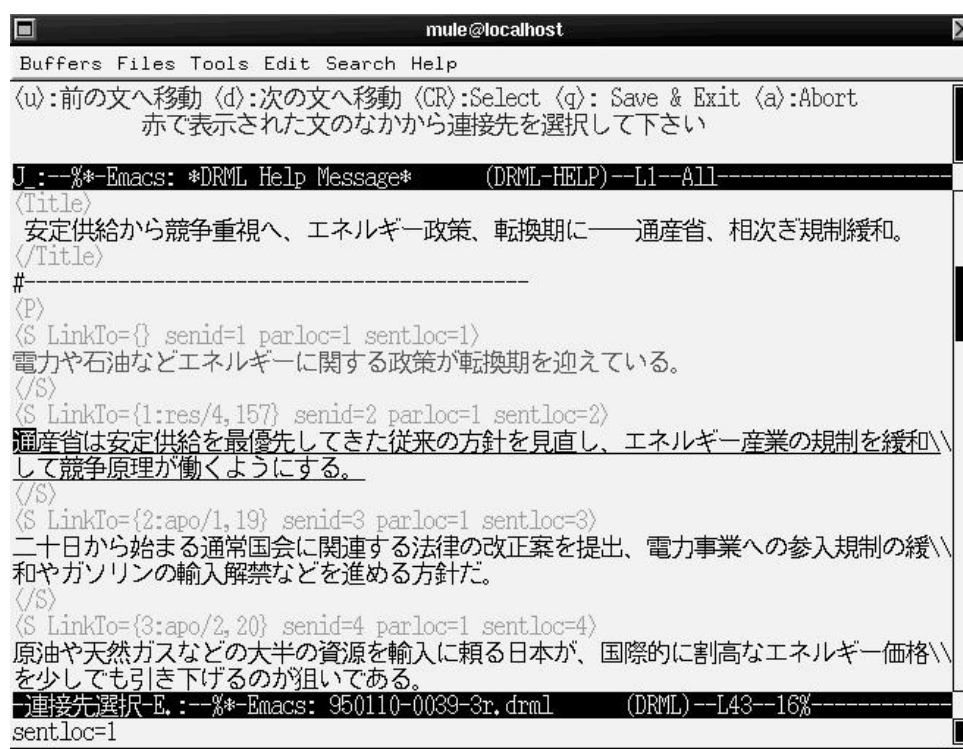 mule@localhost
Buffers Files Tools Edit Search Help
〈u〉:前の文へ移動 〈d〉:次の文へ移動 〈CR〉:Select 〈q〉: Save & Exit 〈a〉:Abort
赤で表示された文のなかから連接先を選択して下さい
J_:--%*-Emacs: *DRML Help Message* (DRML-HELP)--L1--All--------------------
〈Title〉
安定供給から競争重視へ、エネルギー政策、転換期に――通産省、相次ぎ規制緩和。
〈/Title〉
#-------------------------------------------
〈P〉
〈S LinkTo={} senid=1 parloc=1 sentloc=1〉
電力や石油などエネルギーに関する政策が転換期を迎えている。
〈/S〉
〈S LinkTo={1:res/4,157} senid=2 parloc=1 sentloc=2〉
通産省は安定供給を最優先してきた従来の方針を見直し、エネルギー産業の規制を緩和\\
して競争原理が働くようにする。
〈/S〉
〈S LinkTo={2:apo/1,19} senid=3 parloc=1 sentloc=3〉
二十日から始まる通常国会に関連する法律の改正案を提出、電力事業への参入規制の緩\\
和やガソリンの輸入解禁などを進める方針だ。
〈/S〉
〈S LinkTo={3:apo/2,20} senid=4 parloc=1 sentloc=4〉
原油や天然ガスなどの大半の資源を輸入に頼る日本が、国際的に割高なエネルギー価格\\
を少しでも引き下げるのが狙いである。
-連接先選択-E.:--%*-Emacs: 950110-0039-3r.drml (DRML)--L43--16%------------
sentloc=1